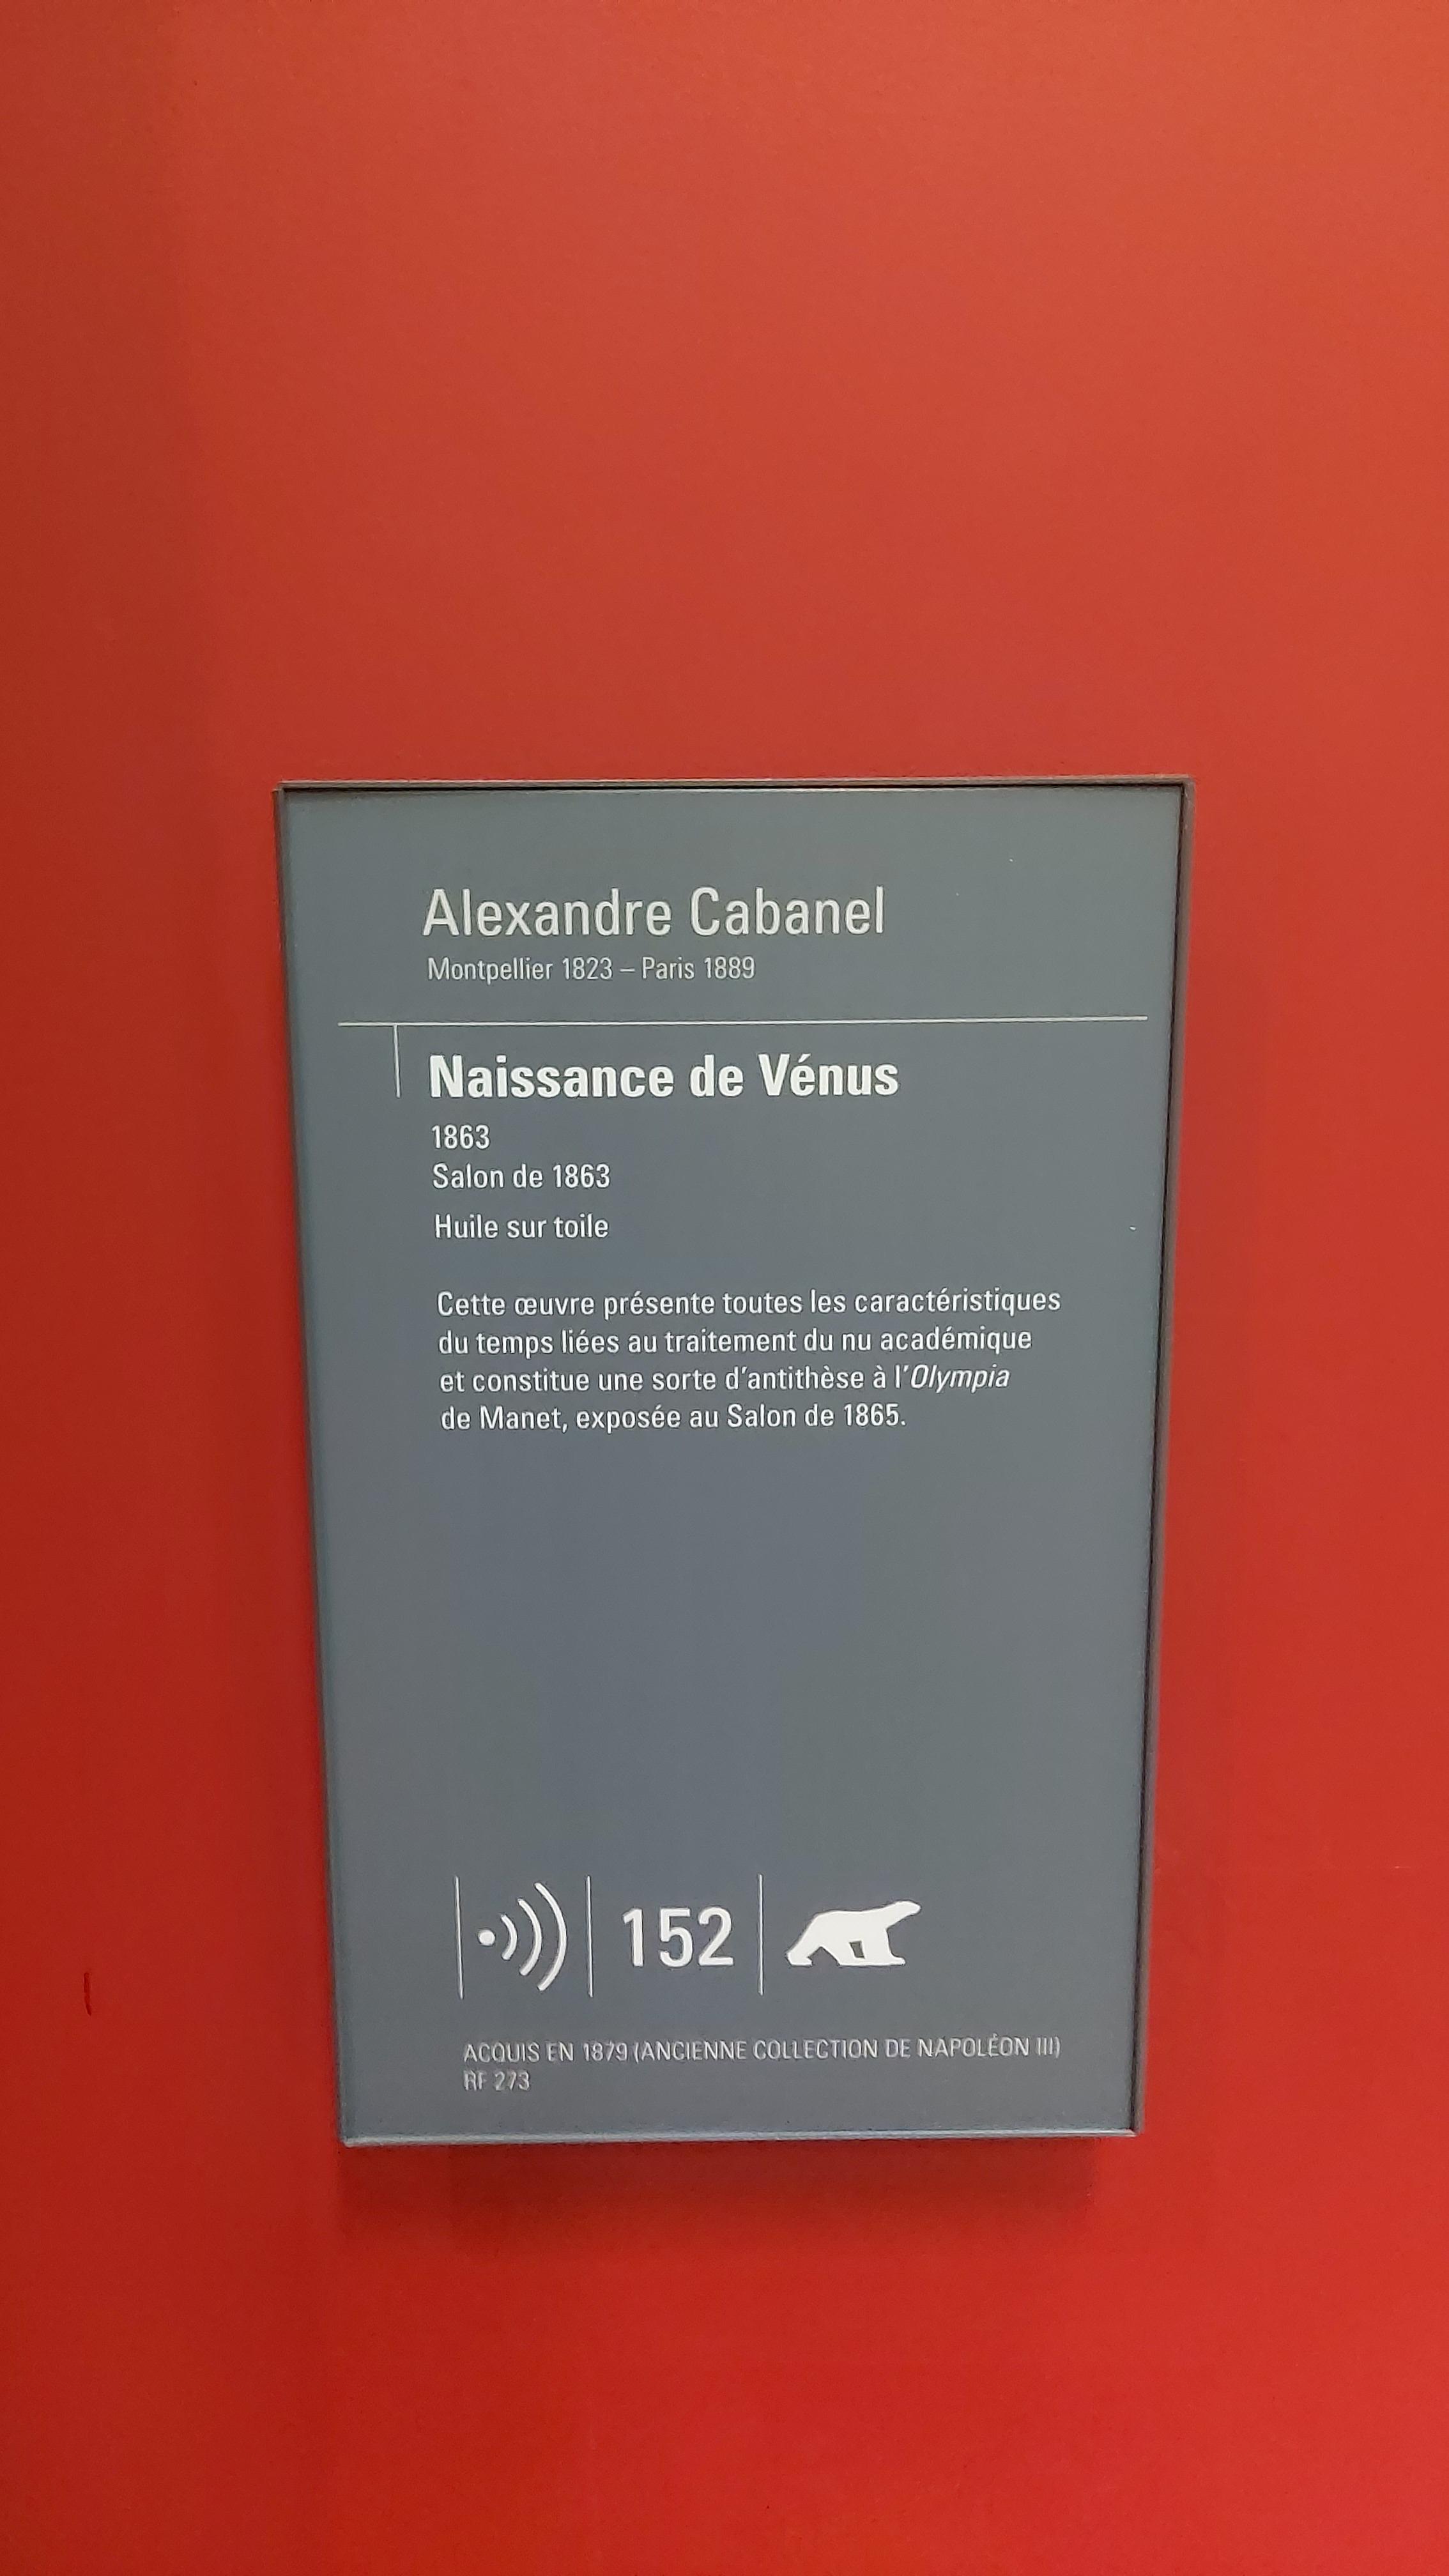 Alexandre Cabanel
Montpellier 1823 – Paris 1889
Naissance de Vénus
1863
Salon de 1863
Huile sur toile
Cette œuvre présente toutes les caractéristiques
du temps liées au traitement du nu académique
et constitue une sorte d'antithèse à l'Olympia
de Manet, exposée au Salon de 1865.
152
ACQUIS EN 1879 (ANCIENNE COLLECTION DE NAPOLÉON III)
RF 273